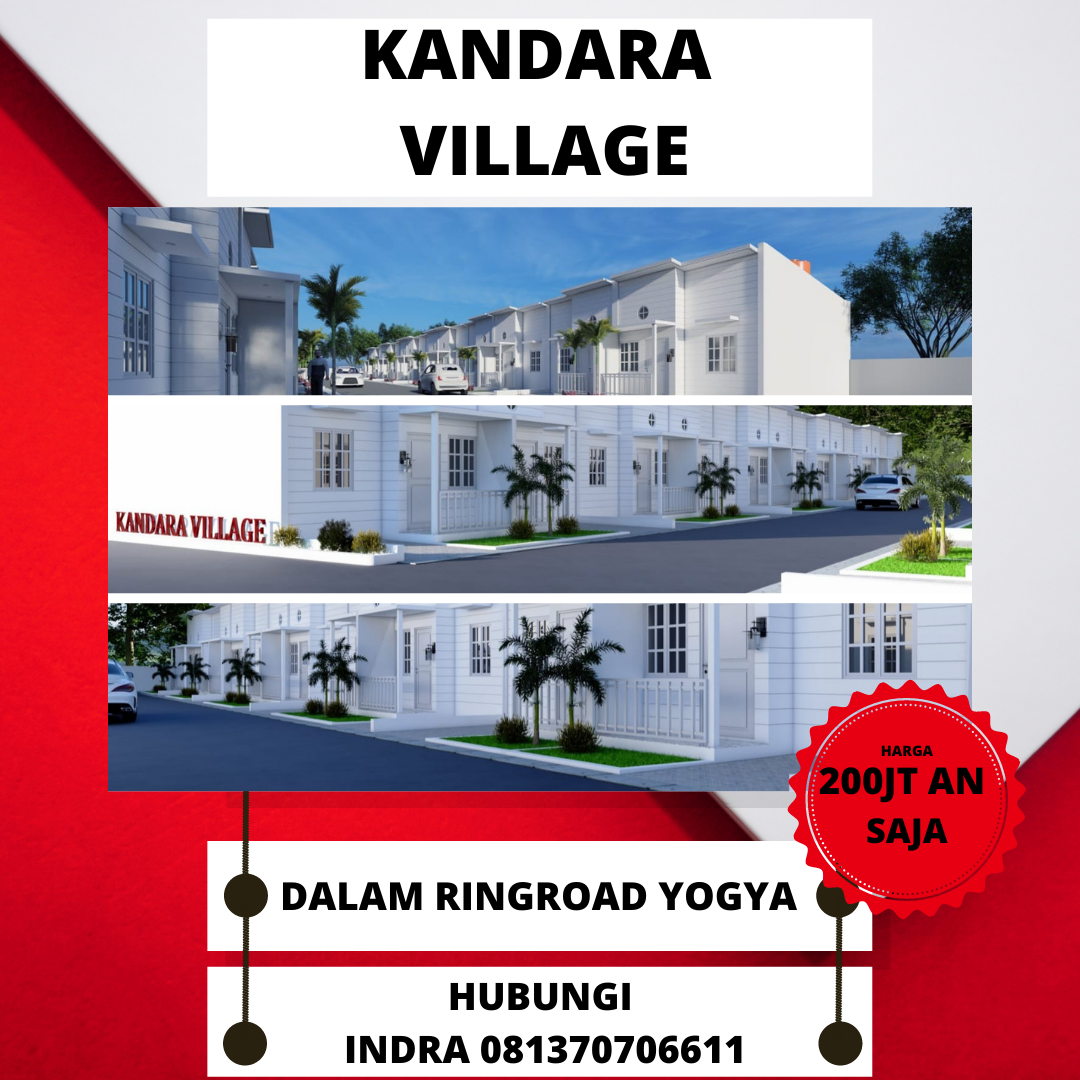 KANDARA
VILLAGE
KANDARA VILLAGE
HARGA
200JT AN
SAJA
DALAM RINGROAD YOGYA
HUBUNGI
INDRA 081370706611